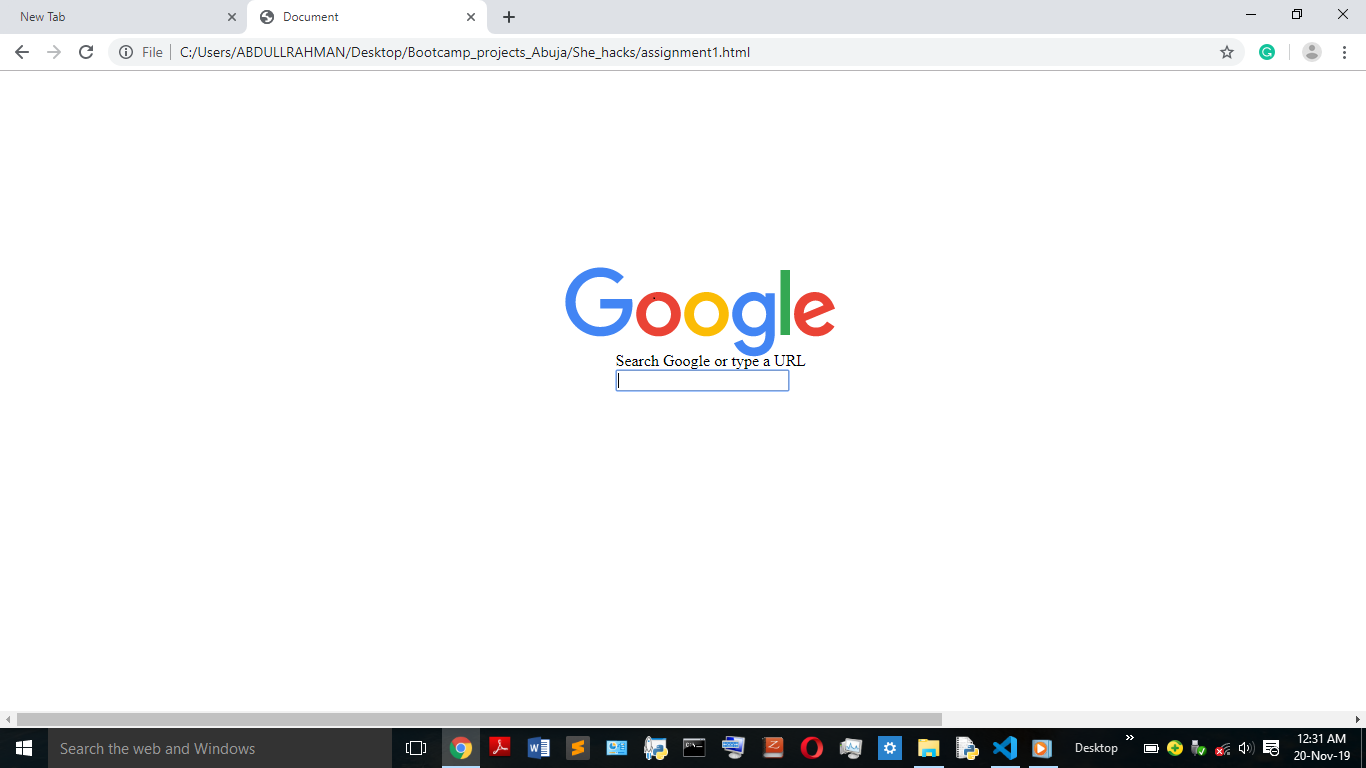 New Tab
Document
File
C:/Users/ABDULLRAHMAN/Desktop/Bootcamp_projects_Abuja/She_hacks/assignment1.html
Google
Search Google or type a URL
Search the web and Windows
Desktop
12:31 AM
20-Nov-19